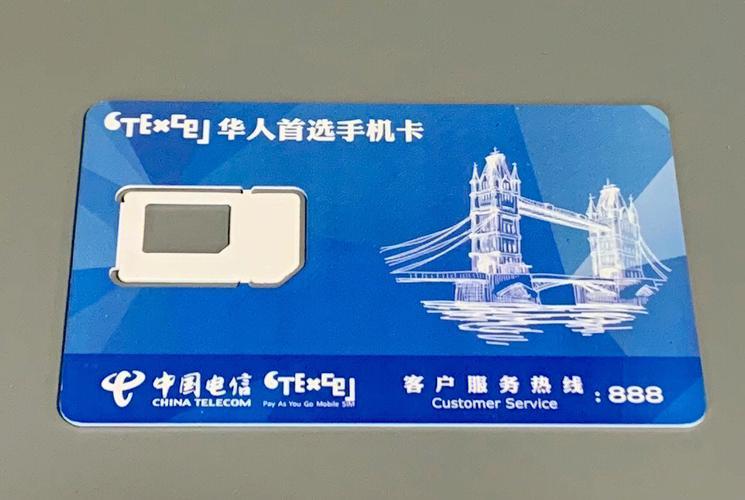 CTExcel 华人首选手机卡
中国电信 CTExcel 客户服务热线:888
CHINA TELECOM Pay As You Go Mobile SIM Customer Service